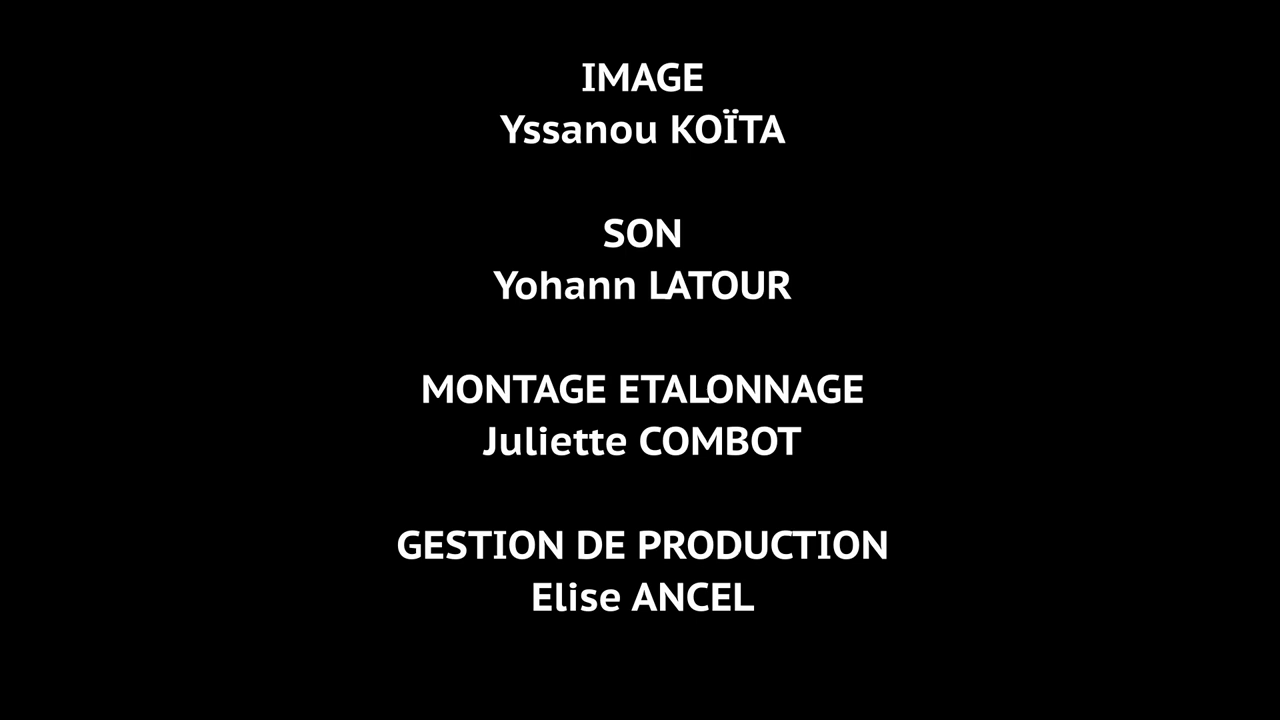 IMAGE
Yssanou KOÏTA
SON
Yohann LATOUR
MONTAGE ETALONNAGE
Juliette COMBOT
GESTION DE PRODUCTION
Elise ANCEL